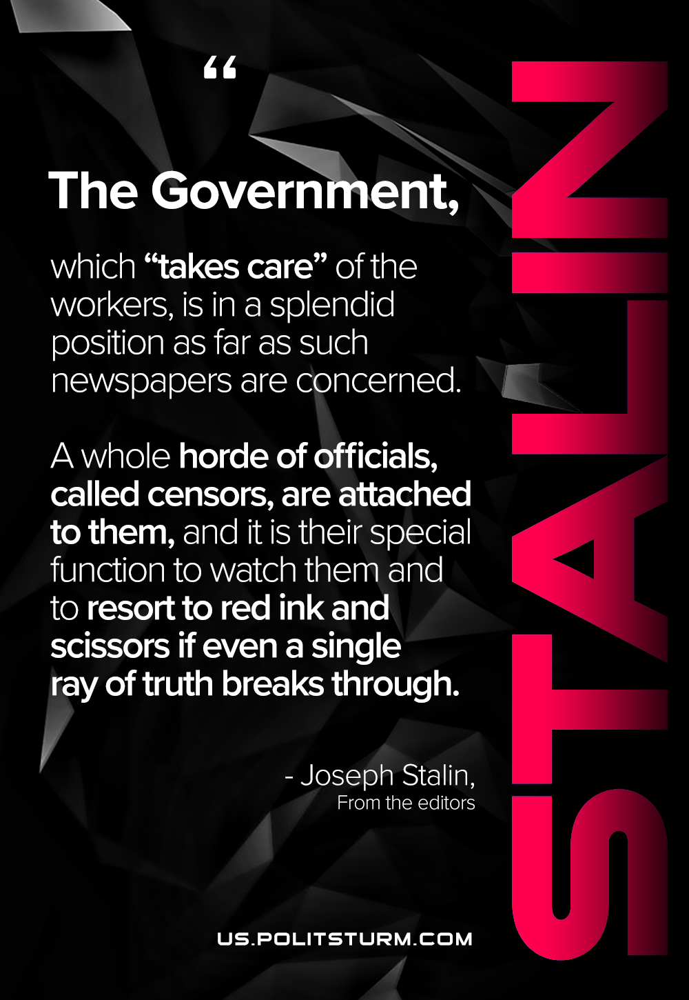 “
The Government,
which “takes care” of the
workers, is in a splendid
position as far as such
newspapers are concerned.
A whole horde of officials,
called censors, are attached
to them, and it is their special
function to watch them and
to resort to red ink and
scissors if even a single
ray of truth breaks through.
- Joseph Stalin,
From the editors
US.POLITSTURM.COM
STALIN